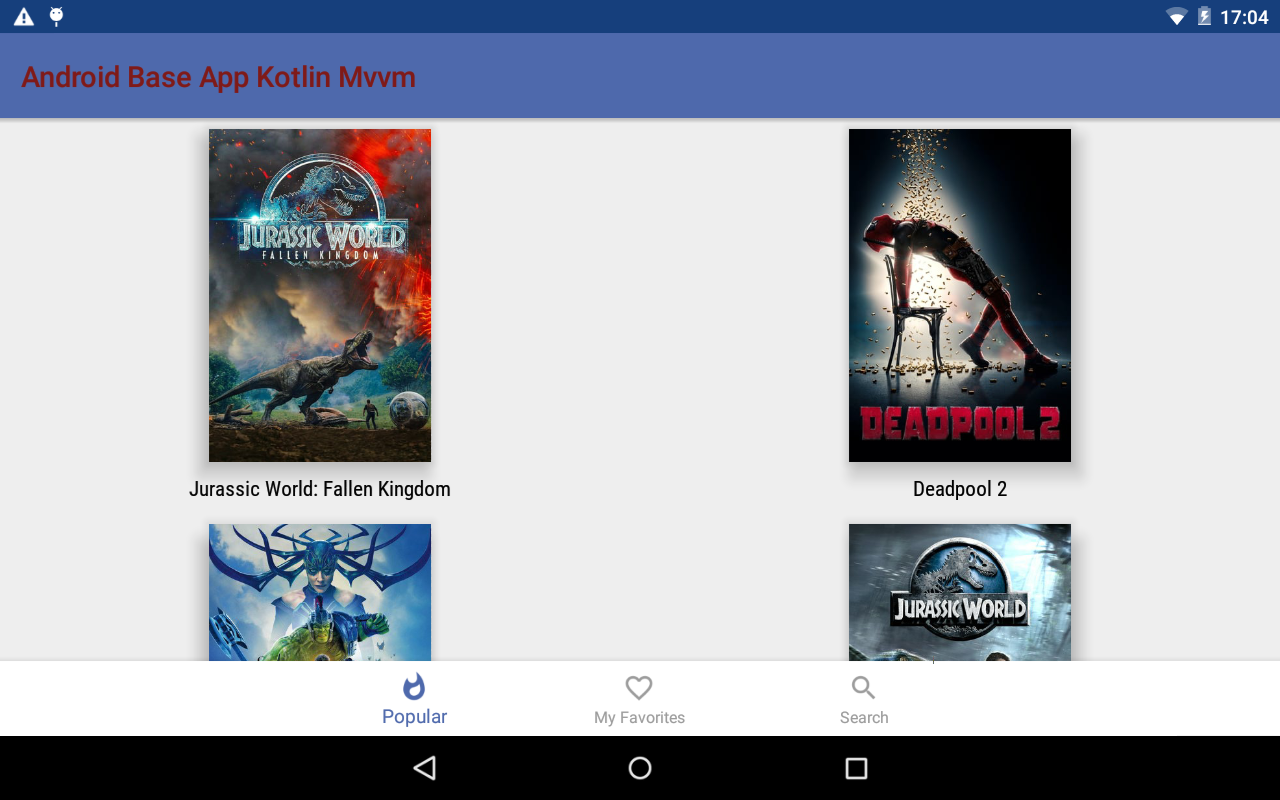 17:04
Android Base App Kotlin Mvvm
JURASSIC WORLD
FALLEN KINGDOM
DEADPOOL 2
Jurassic World: Fallen Kingdom
Deadpool 2
JURASSIC WORLD
Popular
My Favorites
Search